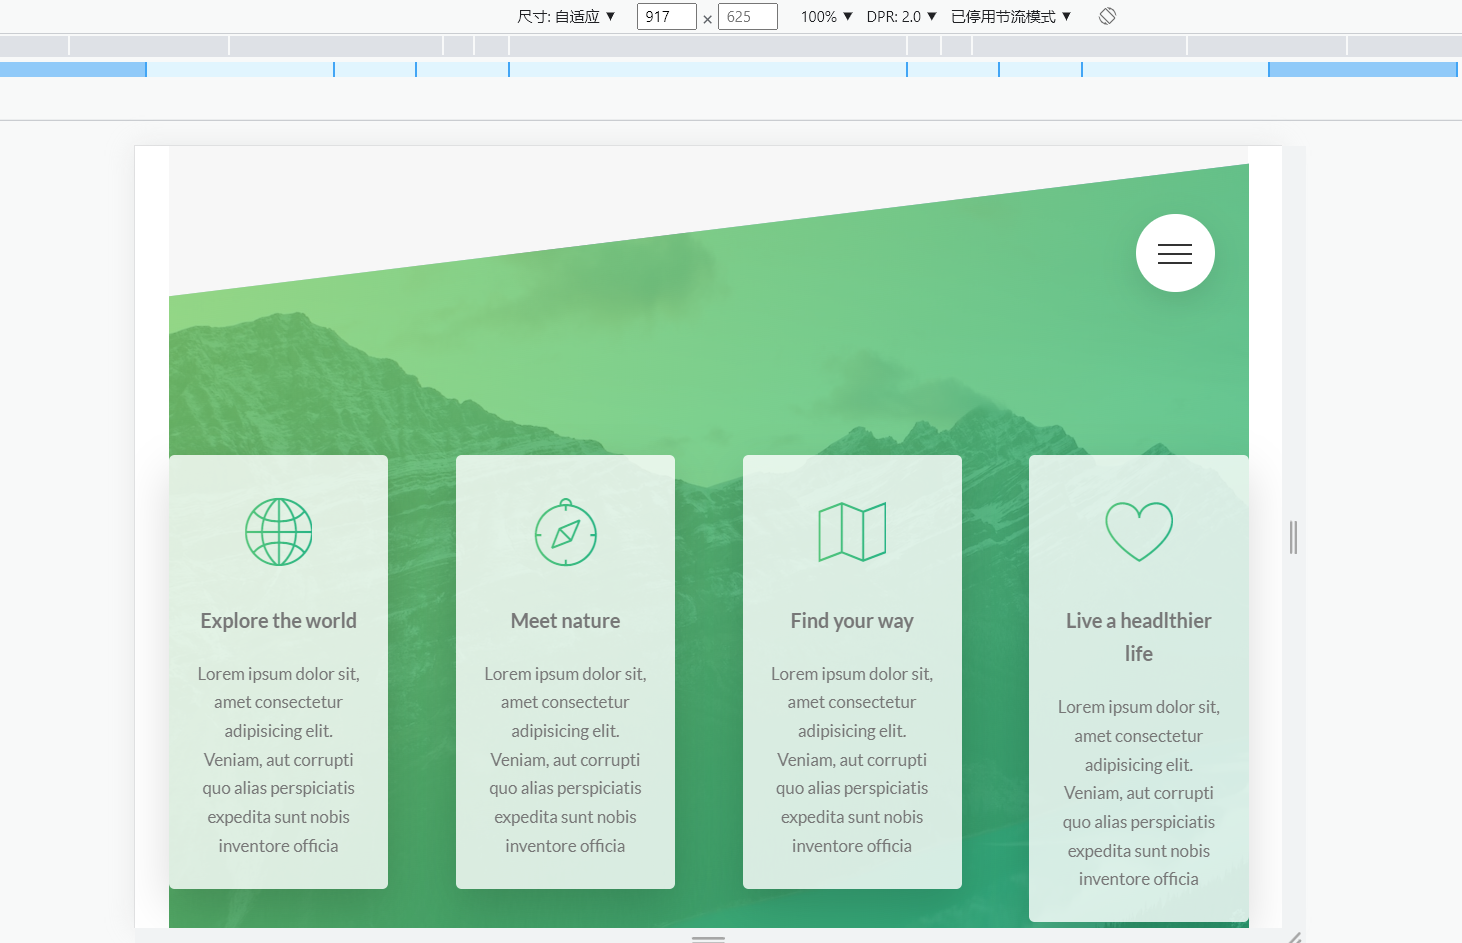 尺寸: 自适应 ▼ 917 × 625 100% ▼ DPR: 2.0 ▼ 已停用节流模式 ▼
Explore the world
Lorem ipsum dolor sit,
amet consectetur
adipisicing elit.
Veniam, aut corrupti
quo alias perspiciatis
expedita sunt nobis
inventore officia
Meet nature
Lorem ipsum dolor sit,
amet consectetur
adipisicing elit.
Veniam, aut corrupti
quo alias perspiciatis
expedita sunt nobis
inventore officia
Find your way
Lorem ipsum dolor sit,
amet consectetur
adipisicing elit.
Veniam, aut corrupti
quo alias perspiciatis
expedita sunt nobis
inventore officia
Live a headlthier
life
Lorem ipsum dolor sit,
amet consectetur
adipisicing elit.
Veniam, aut corrupti
quo alias perspiciatis
expedita sunt nobis
inventore officia